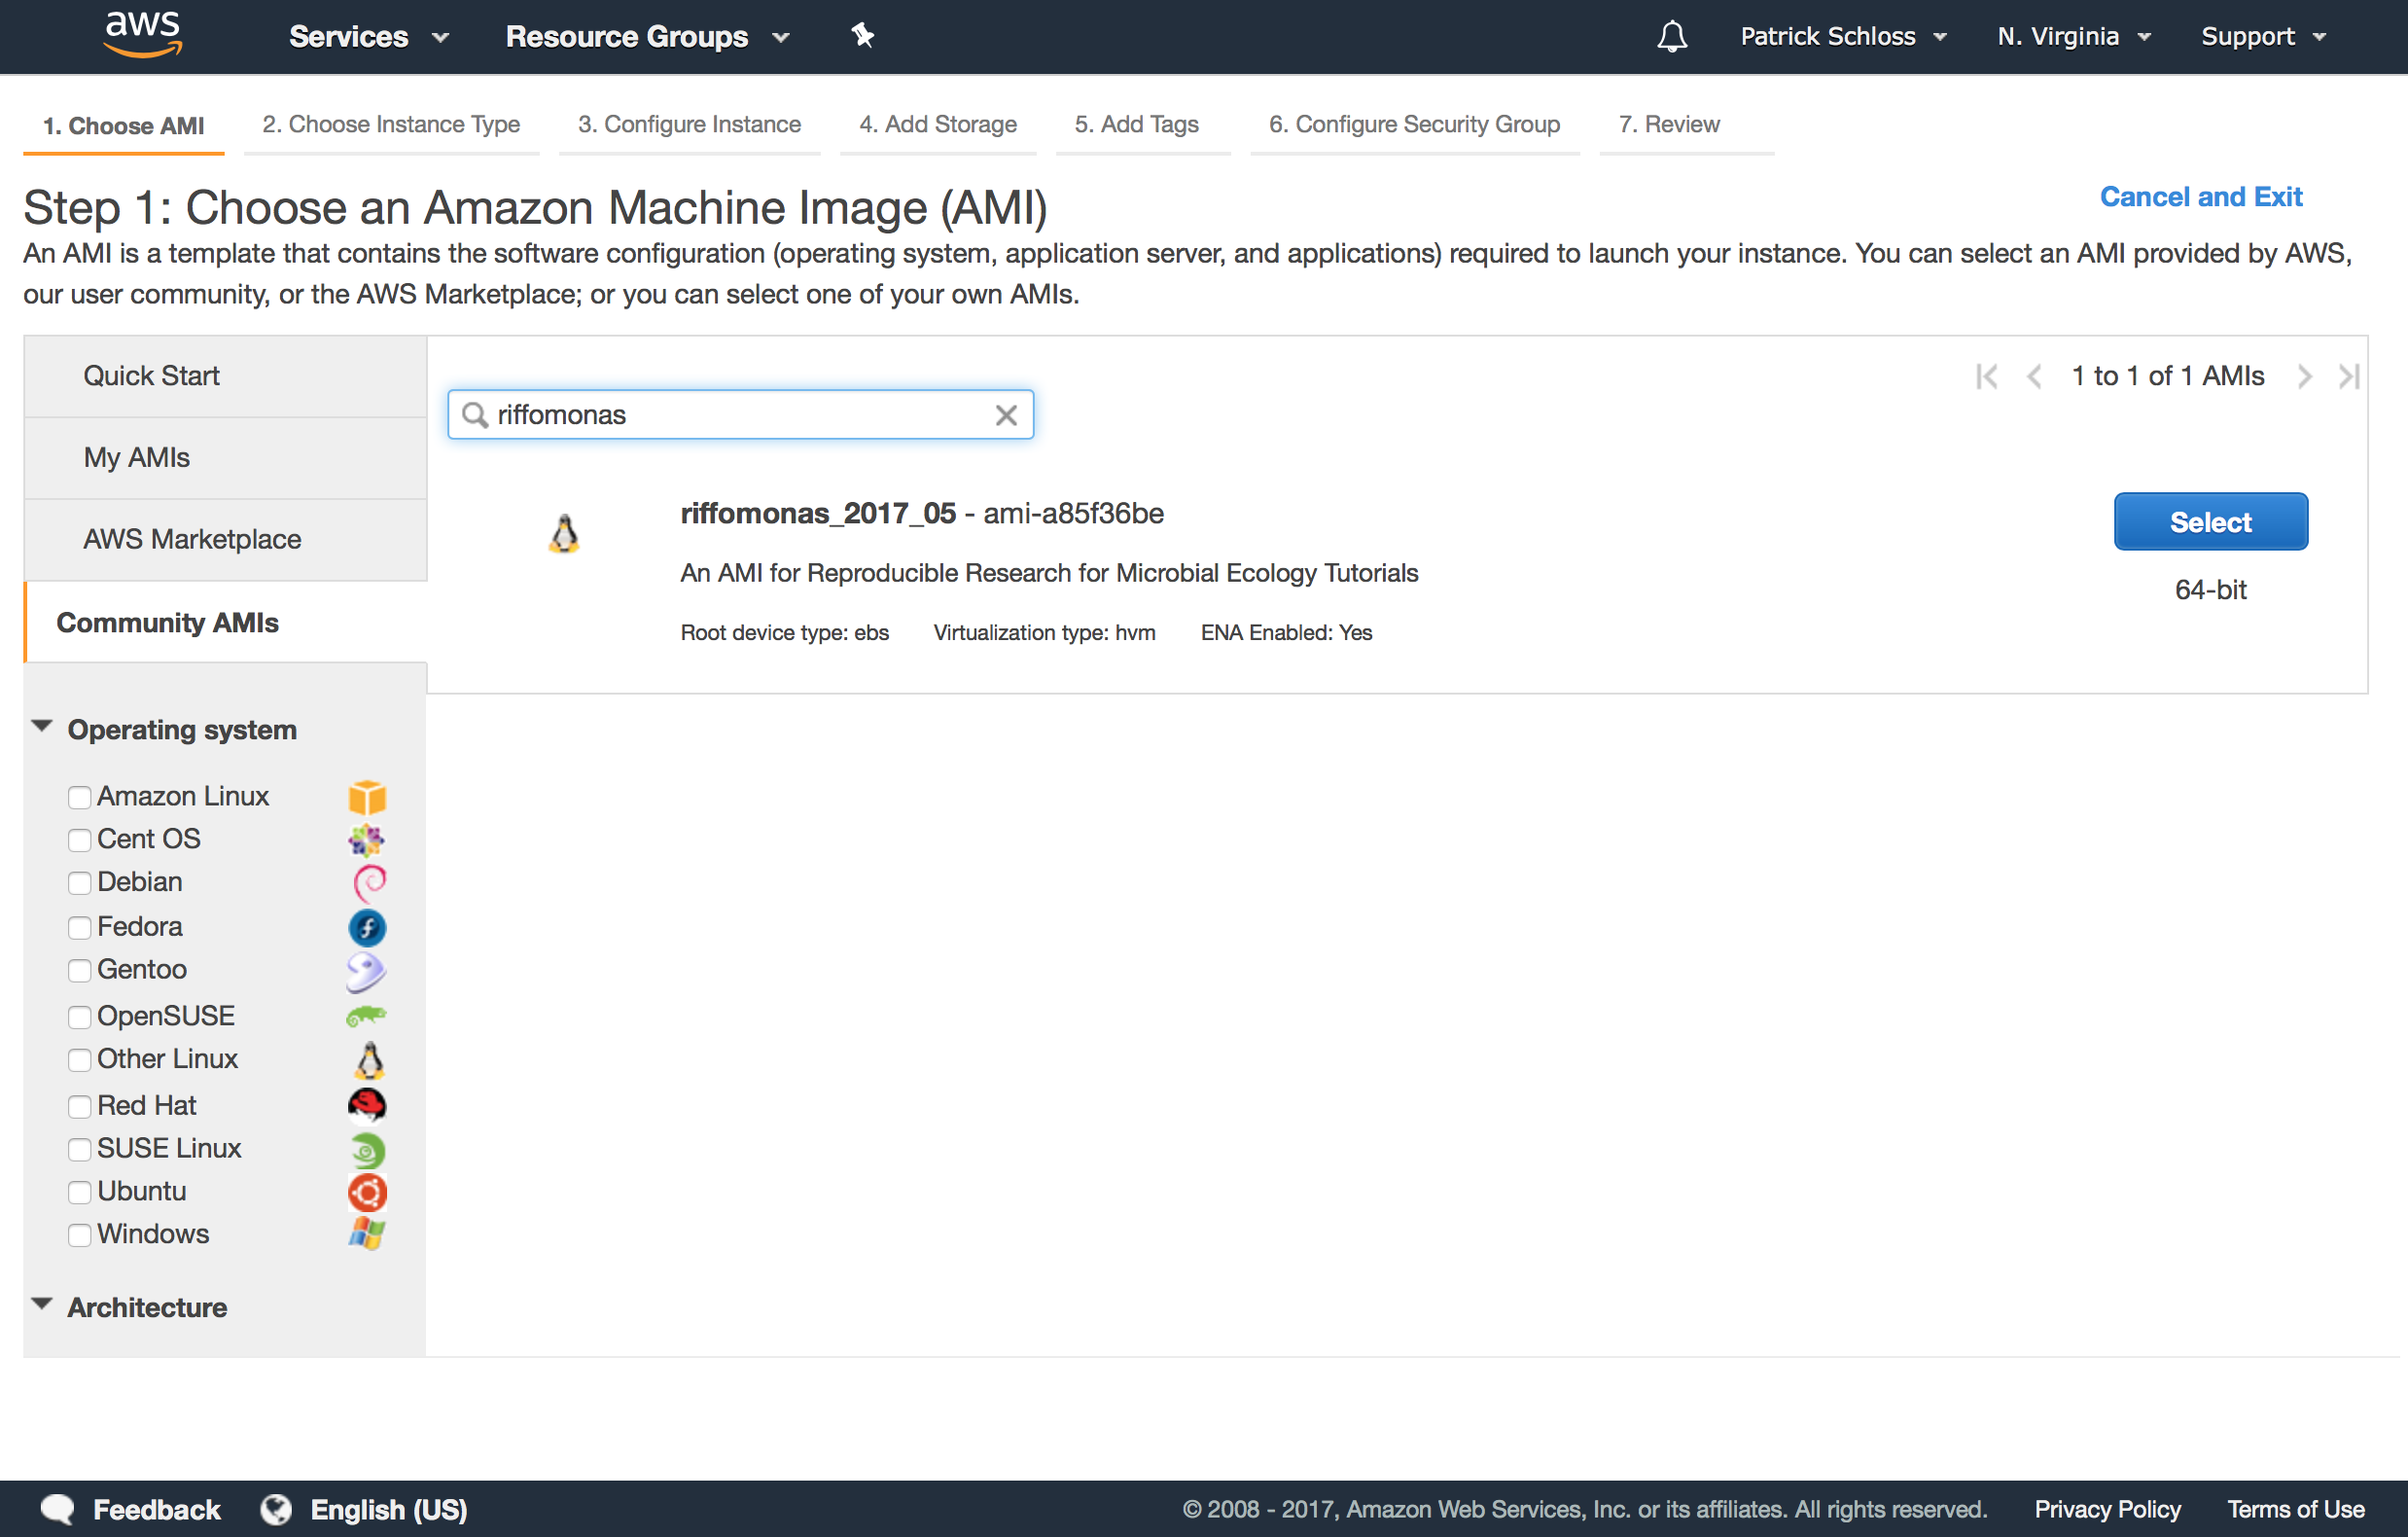 aws Services Resource Groups Patrick Schloss N. Virginia Support
1. Choose AMI 2. Choose Instance Type 3. Configure Instance 4. Add Storage 5. Add Tags 6. Configure Security Group 7. Review
Step 1: Choose an Amazon Machine Image (AMI)
Cancel and Exit
An AMI is a template that contains the software configuration (operating system, application server, and applications) required to launch your instance. You can select an AMI provided by AWS,
our user community, or the AWS Marketplace; or you can select one of your own AMIs.
Quick Start
My AMIs
AWS Marketplace
Community AMIs
Operating system
Amazon Linux
Cent OS
Debian
Fedora
Gentoo
OpenSUSE
Other Linux
Red Hat
SUSE Linux
Ubuntu
Windows
Architecture
1 to 1 of 1 AMIs
riffomonas
riffomonas_2017_05 - ami-a85f36be
An AMI for Reproducible Research for Microbial Ecology Tutorials
Root device type: ebs Virtualization type: hvm ENA Enabled: Yes
Select
64-bit
Feedback English (US) © 2008 - 2017, Amazon Web Services, Inc. or its affiliates. All rights reserved. Privacy Policy Terms of Use